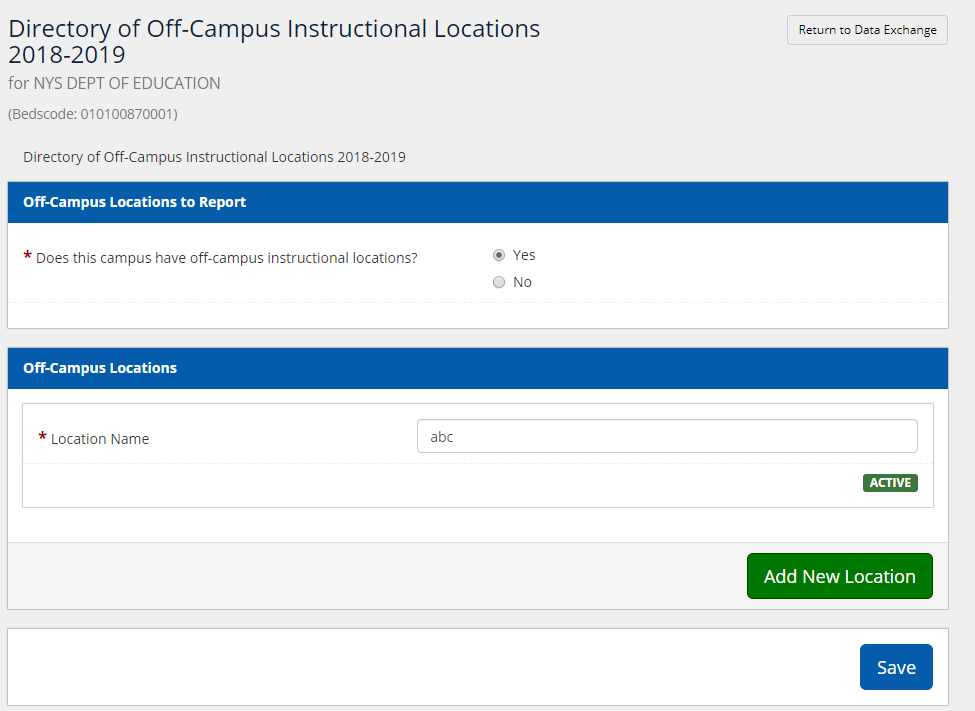 Directory of Off-Campus Instructional Locations
2018-2019
Return to Data Exchange
for NYS DEPT OF EDUCATION
(Bedscode: 010100870001)
Directory of Off-Campus Instructional Locations 2018-2019
Off-Campus Locations to Report
* Does this campus have off-campus instructional locations?
Yes
No
Off-Campus Locations
* Location Name
abc
ACTIVE
Add New Location
Save